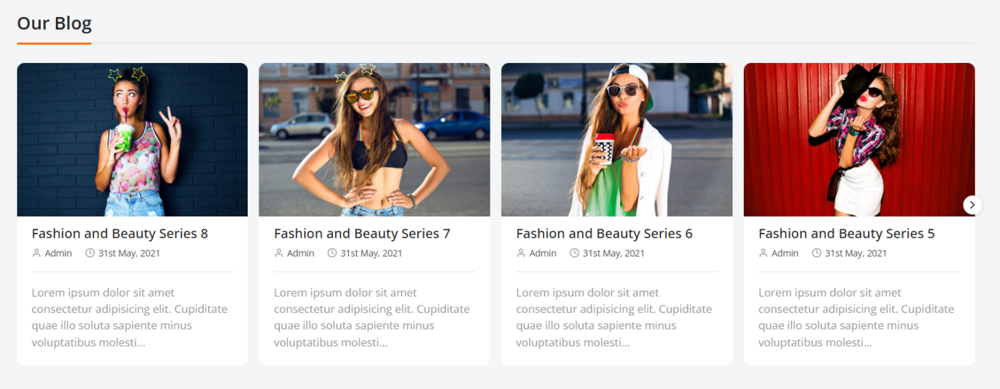 Our Blog
Fashion and Beauty Series 8
Admin 31st May, 2021
Lorem ipsum dolor sit amet
consectetur adipisicing elit. Cupiditate
quae illo soluta sapiente minus
voluptatibus molesti...
Fashion and Beauty Series 7
Admin 31st May, 2021
Lorem ipsum dolor sit amet
consectetur adipisicing elit. Cupiditate
quae illo soluta sapiente minus
voluptatibus molesti...
Fashion and Beauty Series 6
Admin 31st May, 2021
Lorem ipsum dolor sit amet
consectetur adipisicing elit. Cupiditate
quae illo soluta sapiente minus
voluptatibus molesti...
Fashion and Beauty Series 5
Admin 31st May, 2021
Lorem ipsum dolor sit amet
consectetur adipisicing elit. Cupiditate
quae illo soluta sapiente minus
voluptatibus molesti...